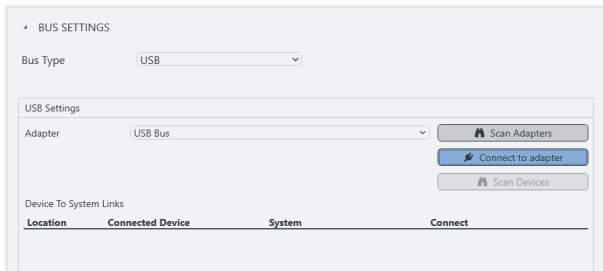 BUS SETTINGS
Bus Type USB
USB Settings
Adapter USB Bus Scan Adapters
Connect to adapter
Scan Devices
Device To System Links
Location Connected Device System Connect